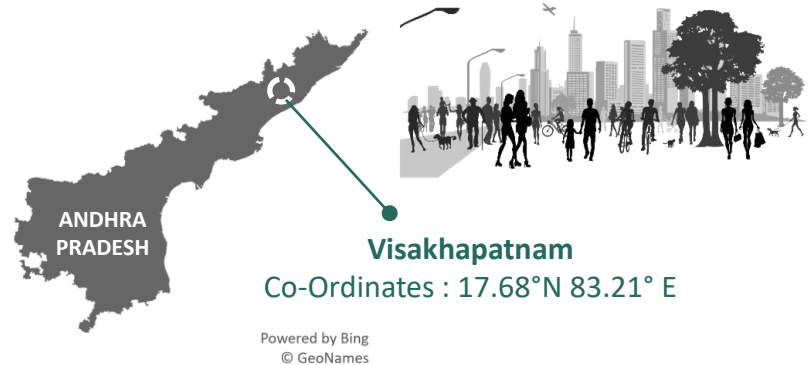 ANDHRA
PRADESH
Visakhapatnam
Co-Ordinates : 17.68°N 83.21° E
Powered by Bing
© GeoNames